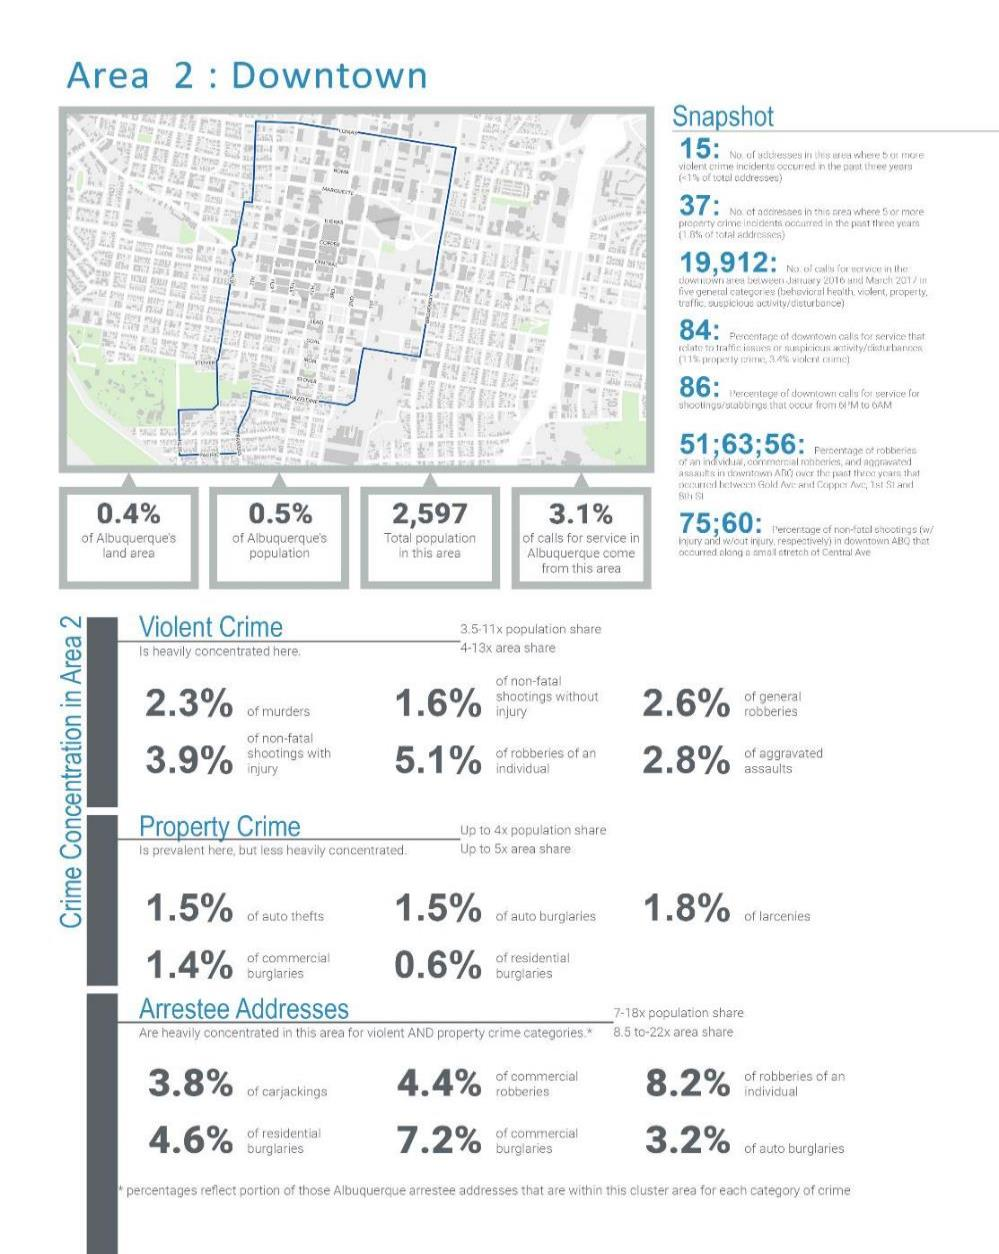 Area 2 : Downtown
Snapshot
15: No. of addresses in this area where 5 or more
violent crime incidents occurred in the past three years
(<1% of total addresses)
37: No. of addresses in this area where 5 or more
property crime incidents occurred in the past three years
(1.8% of total addresses)
19,912: No. of calls for service in the
downtown area between January 2016 and March 2017 in
five general categories (behavioral health, violent, property,
traffic, suspicious activity/disturbance)
84: Percentage of downtown calls for service that
relate to traffic issues or suspicious activity/disturbances
(11% property crime, 3.4% violent crime)
86: Percentage of downtown calls for service for
shootings/stabbings that occur from 6PM to 6AM
51;63;56: Percentage of robberies
of an individual, commercial robberies, and aggravated
assaults in downtown ABQ over the past three years that
occurred between Gold Ave and Copper Ave, 1st St and
8th St
75;60: Percentage of non-fatal shootings (w/
injury and w/out injury, respectively) in downtown ABQ that
occurred along a small stretch of Central Ave
LOMAS
ROMA
MARQUETTE
TIJERAS
COPPER
CENTRAL
LEAD
COAL
IRON
STOVER
STOVER
HAZELDINE
PACIFIC
0.4%
of Albuquerque's
land area
0.5%
of Albuquerque's
population
2,597
Total population
in this area
3.1%
of calls for service in
Albuquerque come
from this area
Crime Concentration in Area 2
Violent Crime
Is heavily concentrated here.
3.5-11x population share
4-13x area share
2.3% of murders
1.6% of non-fatal
shootings without
injury
2.6% of general
robberies
3.9% of non-fatal
shootings with
injury
5.1% of robberies of an
individual
2.8% of aggravated
assaults
Property Crime
Is prevalent here, but less heavily concentrated.
Up to 4x population share
Up to 5x area share
1.5% of auto thefts
1.5% of auto burglaries
1.8% of larcenies
1.4% of commercial
burglaries
0.6% of residential
burglaries
Arrestee Addresses
Are heavily concentrated in this area for violent AND property crime categories.*
7-18x population share
8.5 to-22x area share
3.8% of carjackings
4.4% of commercial
robberies
8.2% of robberies of an
individual
4.6% of residential
burglaries
7.2% of commercial
burglaries
3.2% of auto burglaries
* percentages reflect portion of those Albuquerque arrestee addresses that are within this cluster area for each category of crime